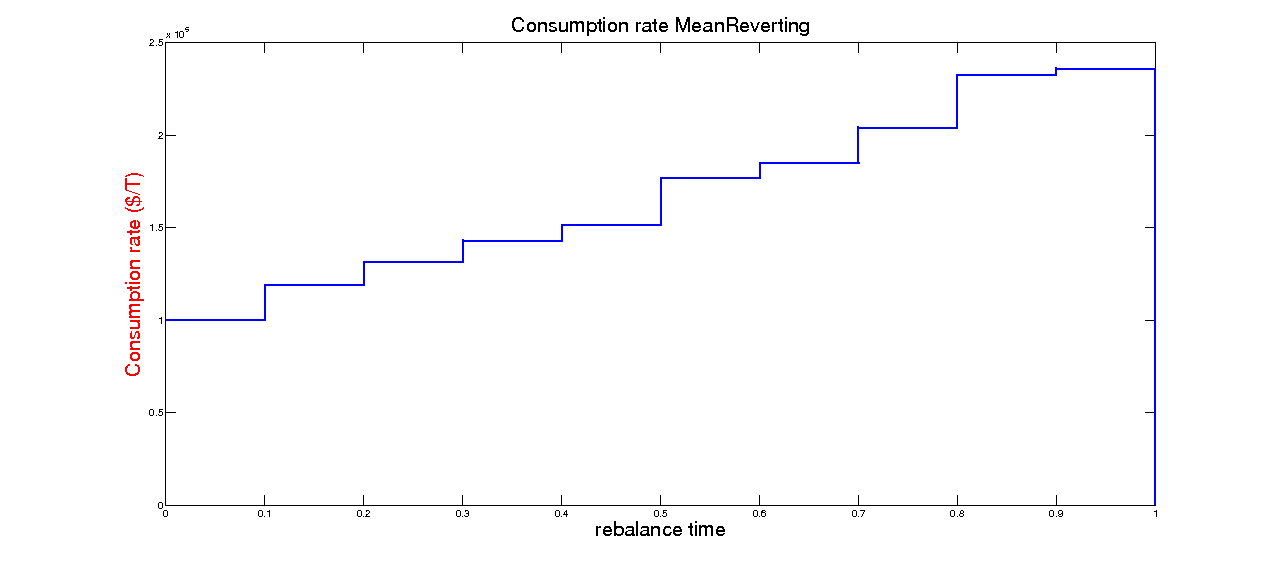 Consumption rate MeanReverting
x 10^5
2.5
2
1.5
1
0.5
0
Consumption rate ($/T)
0 0.1 0.2 0.3 0.4 0.5 0.6 0.7 0.8 0.9 1
rebalance time